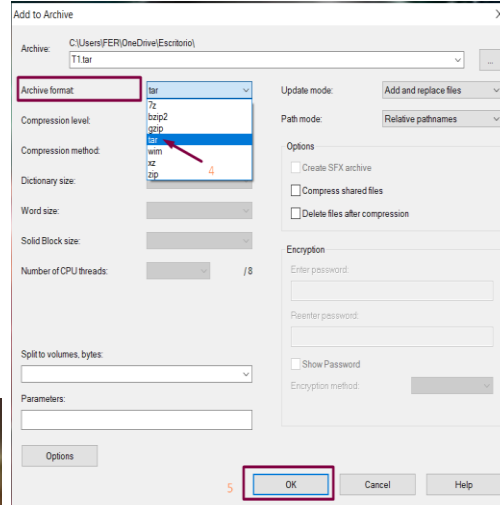 Add to Archive
Archive: C:\Users\FER\OneDrive\Escritorio\
T1.tar
...
Archive format: tar
7z
bzip2
gzip
tar
wim
xz
zip
4
Compression level:
Compression method:
Dictionary size:
Word size:
Solid Block size:
Number of CPU threads: / 8
Split to volumes, bytes:
Parameters:
Options
Update mode: Add and replace files
Path mode: Relative pathnames
Options
Create SFX archive
Compress shared files
Delete files after compression
Encryption
Enter password:
Reenter password:
Show Password
Encryption method:
5
OK
Cancel
Help